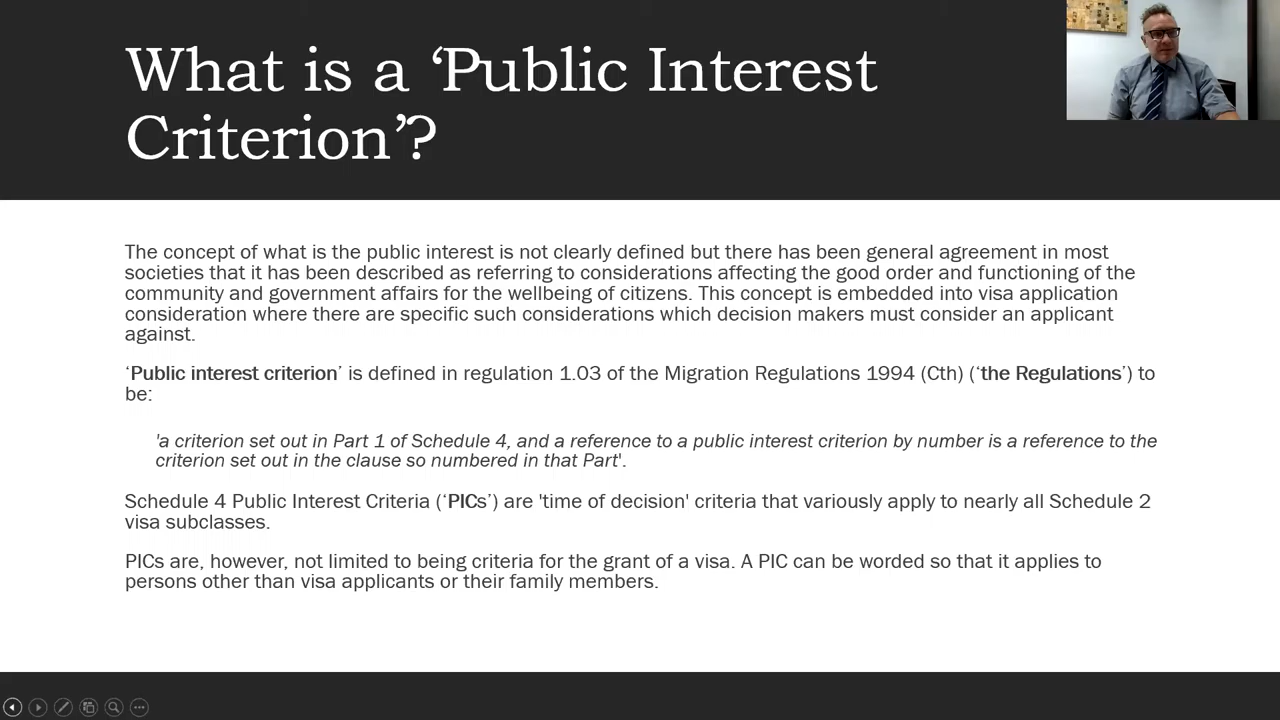 What is a ‘Public Interest
Criterion’?
The concept of what is the public interest is not clearly defined but there has been general agreement in most
societies that it has been described as referring to considerations affecting the good order and functioning of the
community and government affairs for the wellbeing of citizens. This concept is embedded into visa application
consideration where there are specific such considerations which decision makers must consider an applicant
against.
‘Public interest criterion’ is defined in regulation 1.03 of the Migration Regulations 1994 (Cth) (‘the Regulations’) to
be:
'a criterion set out in Part 1 of Schedule 4, and a reference to a public interest criterion by number is a reference to the
criterion set out in the clause so numbered in that Part'.
Schedule 4 Public Interest Criteria (‘PICs’) are 'time of decision' criteria that variously apply to nearly all Schedule 2
visa subclasses.
PICs are, however, not limited to being criteria for the grant of a visa. A PIC can be worded so that it applies to
persons other than visa applicants or their family members.